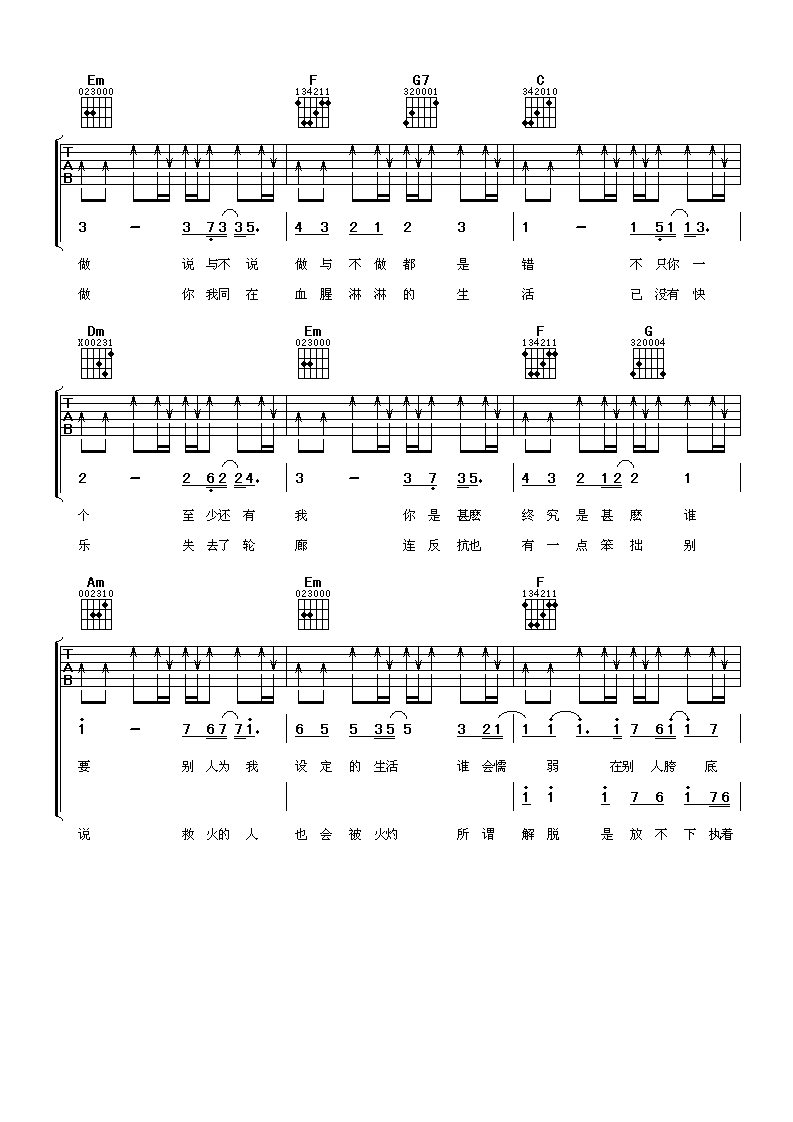 Em F G7 C
023000 134211 320001 342010
T
A
B
3 - 3 7 3 3 5. 4 3 2 1 2 3 1 - 1 5 1 1 3.
做 说 与不 说 做 与 不 做 都 是 错 不 只你 一
做 你 我同 在 血 腥 淋 淋 的 生 活 已 没有 快
Dm Em F G
X00231 023000 134211 320004
T
A
B
2 - 2 6 2 2 4. 3 - 3 7 3 5. 4 3 2 1 2 2 1
个 至 少还 有 我 你 是 甚麽 终 究 是 甚 麽 谁
乐 失 去了 轮 廊 连 反 抗也 有 一 点 笨 拙 别
Am Em F
002310 023000 134211
T
A
B
1 - 7 6 7 7 1. 6 5 5 3 5 5 3 2 1 1 1 1. 1 7 6 1 1 7
要 别 人为 我 设 定 的 生活 谁 会懦 弱 在别 人 胯 底
1 1 1 7 6 1 7 6
说 救 火的 人 也 会 被 火灼 所 谓 解 脱 是 放 不 下 执着